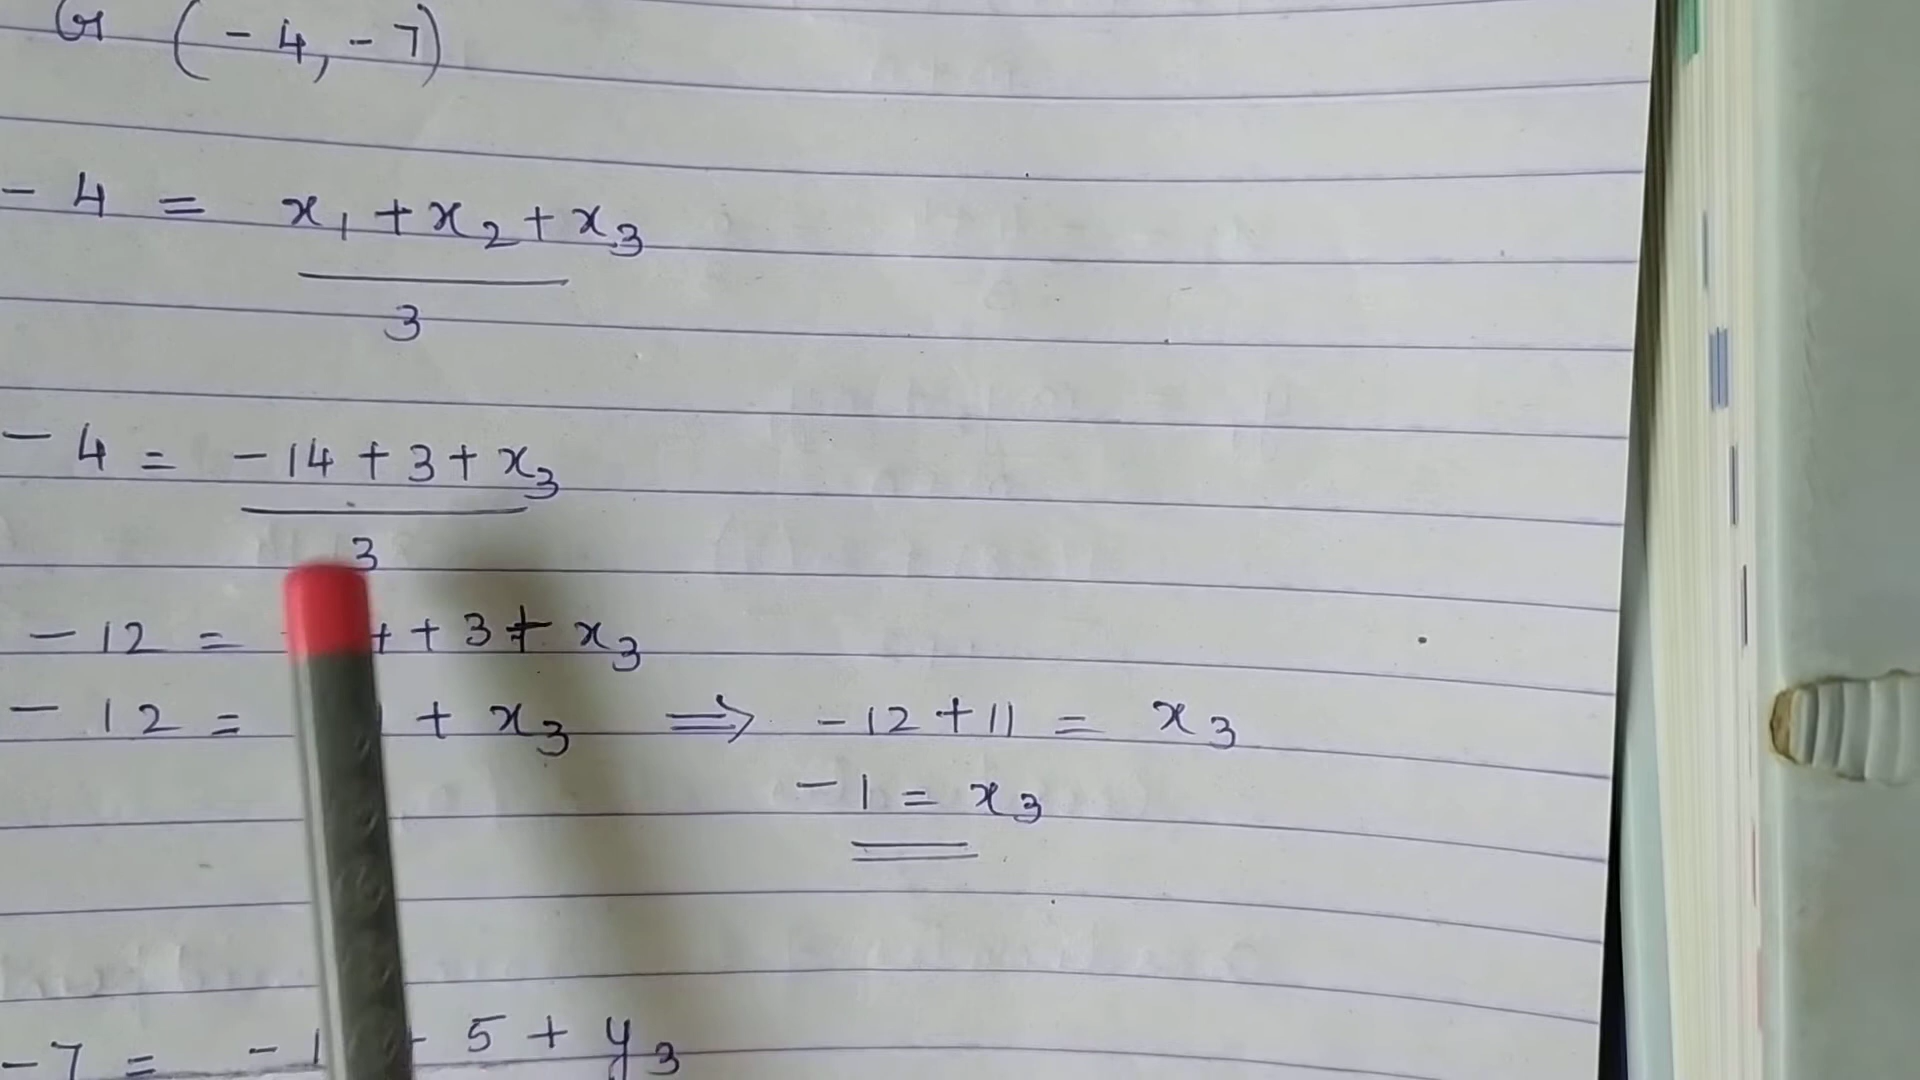 G (-4, -7)
-4 = x₁ + x₂ + x₃
3
-4 = -14 + 3 + x₃
3
-12 = + 3 + x₃
-12 = + x₃ ⇒ -12 + 11 = x₃
-1 = x₃
-7 = - 5 + y₃